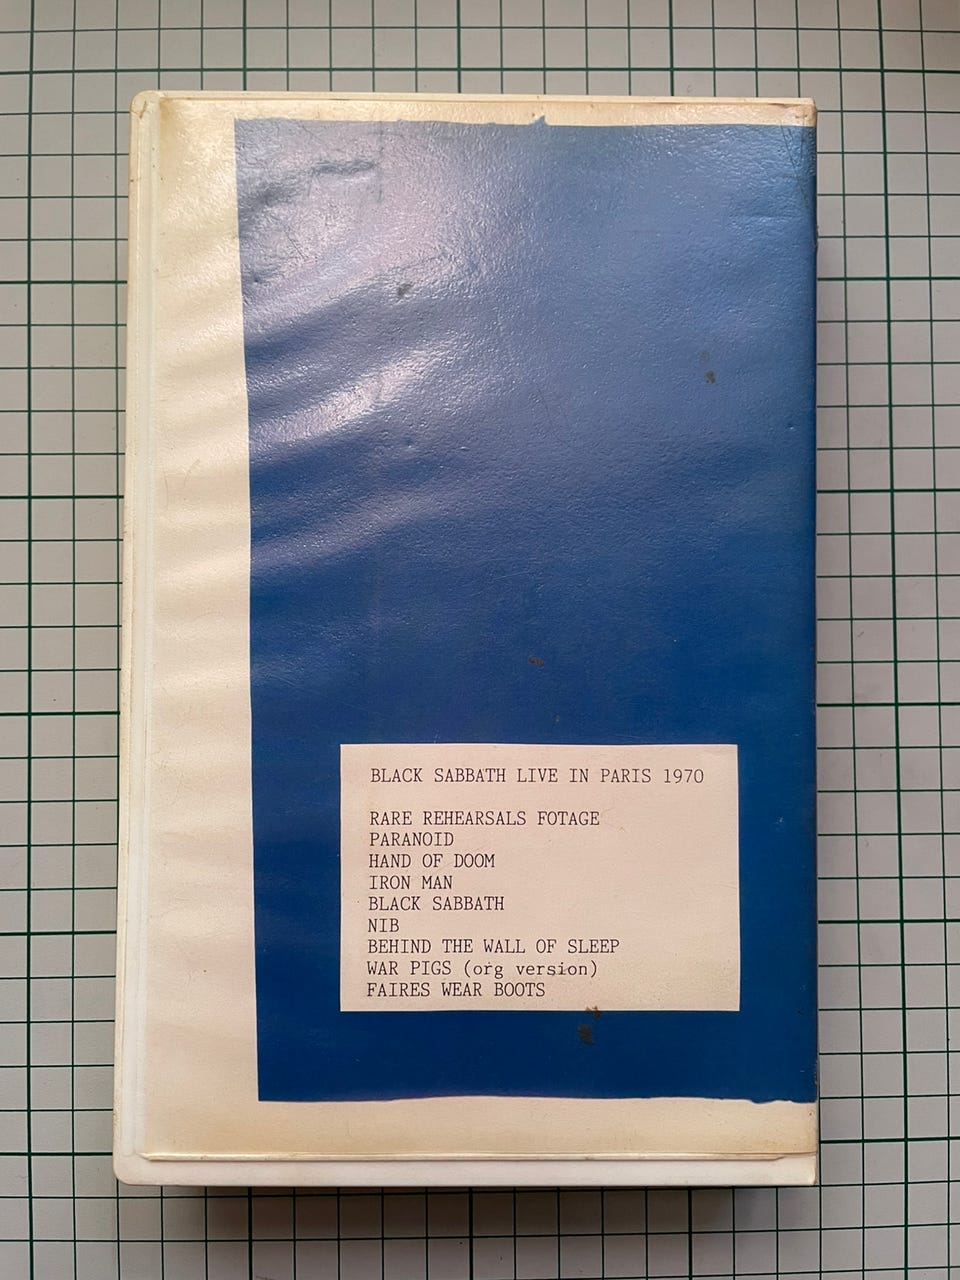 BLACK SABBATH LIVE IN PARIS 1970
RARE REHEARSALS FOTAGE
PARANOID
HAND OF DOOM
IRON MAN
BLACK SABBATH
NIB
BEHIND THE WALL OF SLEEP
WAR PIGS (org version)
FAIRES WEAR BOOTS